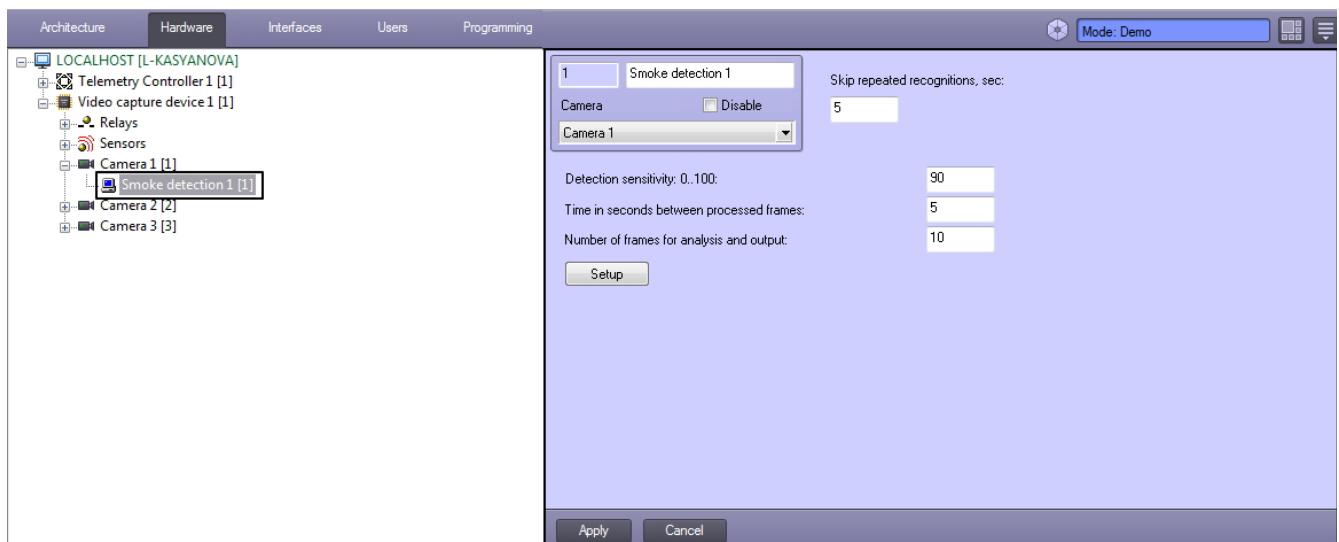 Architecture Hardware Interfaces Users Programming Mode: Demo
LOCALHOST [L-KASYANOVA]
Telemetry Controller 1 [1]
Video capture device 1 [1]
Relays
Sensors
Camera 1 [1]
Smoke detection 1 [1]
Camera 2 [2]
Camera 3 [3]
1 Smoke detection 1
Camera Disable
Camera 1
Skip repeated recognitions, sec:
5
Detection sensitivity: 0..100: 90
Time in seconds between processed frames: 5
Number of frames for analysis and output: 10
Setup
Apply Cancel